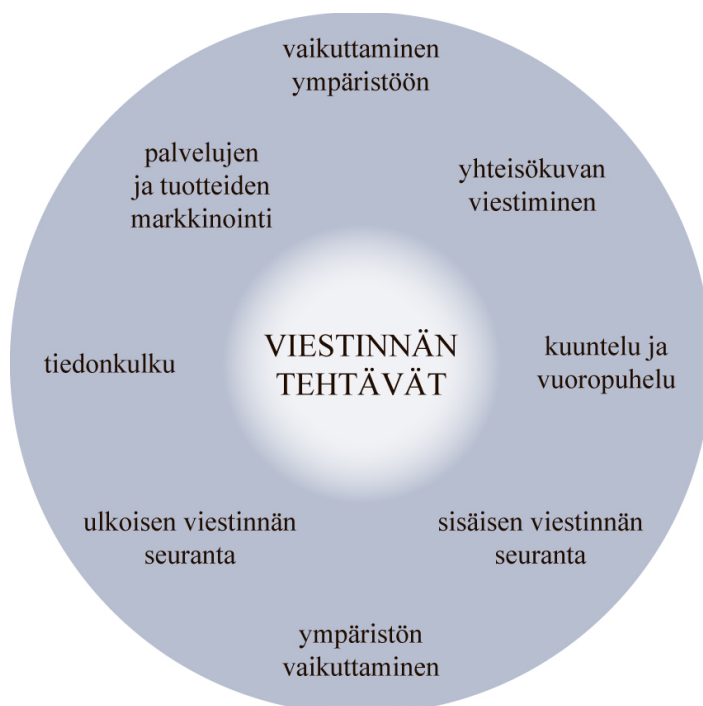 vaikuttaminen
ympäristöön
palvelujen
ja tuotteiden
markkinointi
yhteisökuvan
viestiminen
tiedonkulku
VIESTINNÄN
TEHTÄVÄT
kuuntelu ja
vuoropuhelu
ulkoisen viestinnän
seuranta
sisäisen viestinnän
seuranta
ympäristön
vaikuttaminen